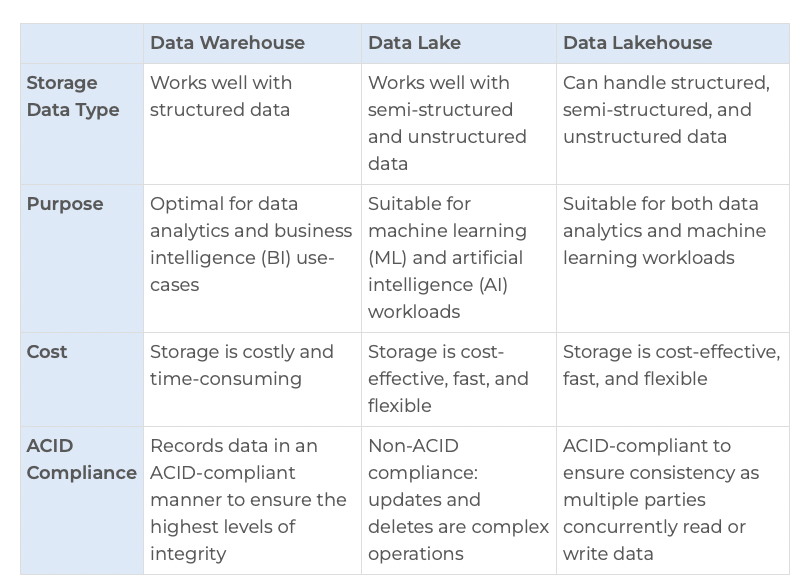 Data Warehouse
Data Lake
Data Lakehouse
Storage
Data Type
Works well with
structured data
Works well with
semi-structured
and unstructured
data
Can handle structured,
semi-structured, and
unstructured data
Purpose
Optimal for data
analytics and business
intelligence (BI) use-
cases
Suitable for
machine learning
(ML) and artificial
intelligence (AI)
workloads
Suitable for both data
analytics and machine
learning workloads
Cost
Storage is costly and
time-consuming
Storage is cost-
effective, fast, and
flexible
Storage is cost-effective,
fast, and flexible
ACID
Compliance
Records data in an
ACID-compliant
manner to ensure the
highest levels of
integrity
Non-ACID
compliance:
updates and
deletes are complex
operations
ACID-compliant to
ensure consistency as
multiple parties
concurrently read or
write data